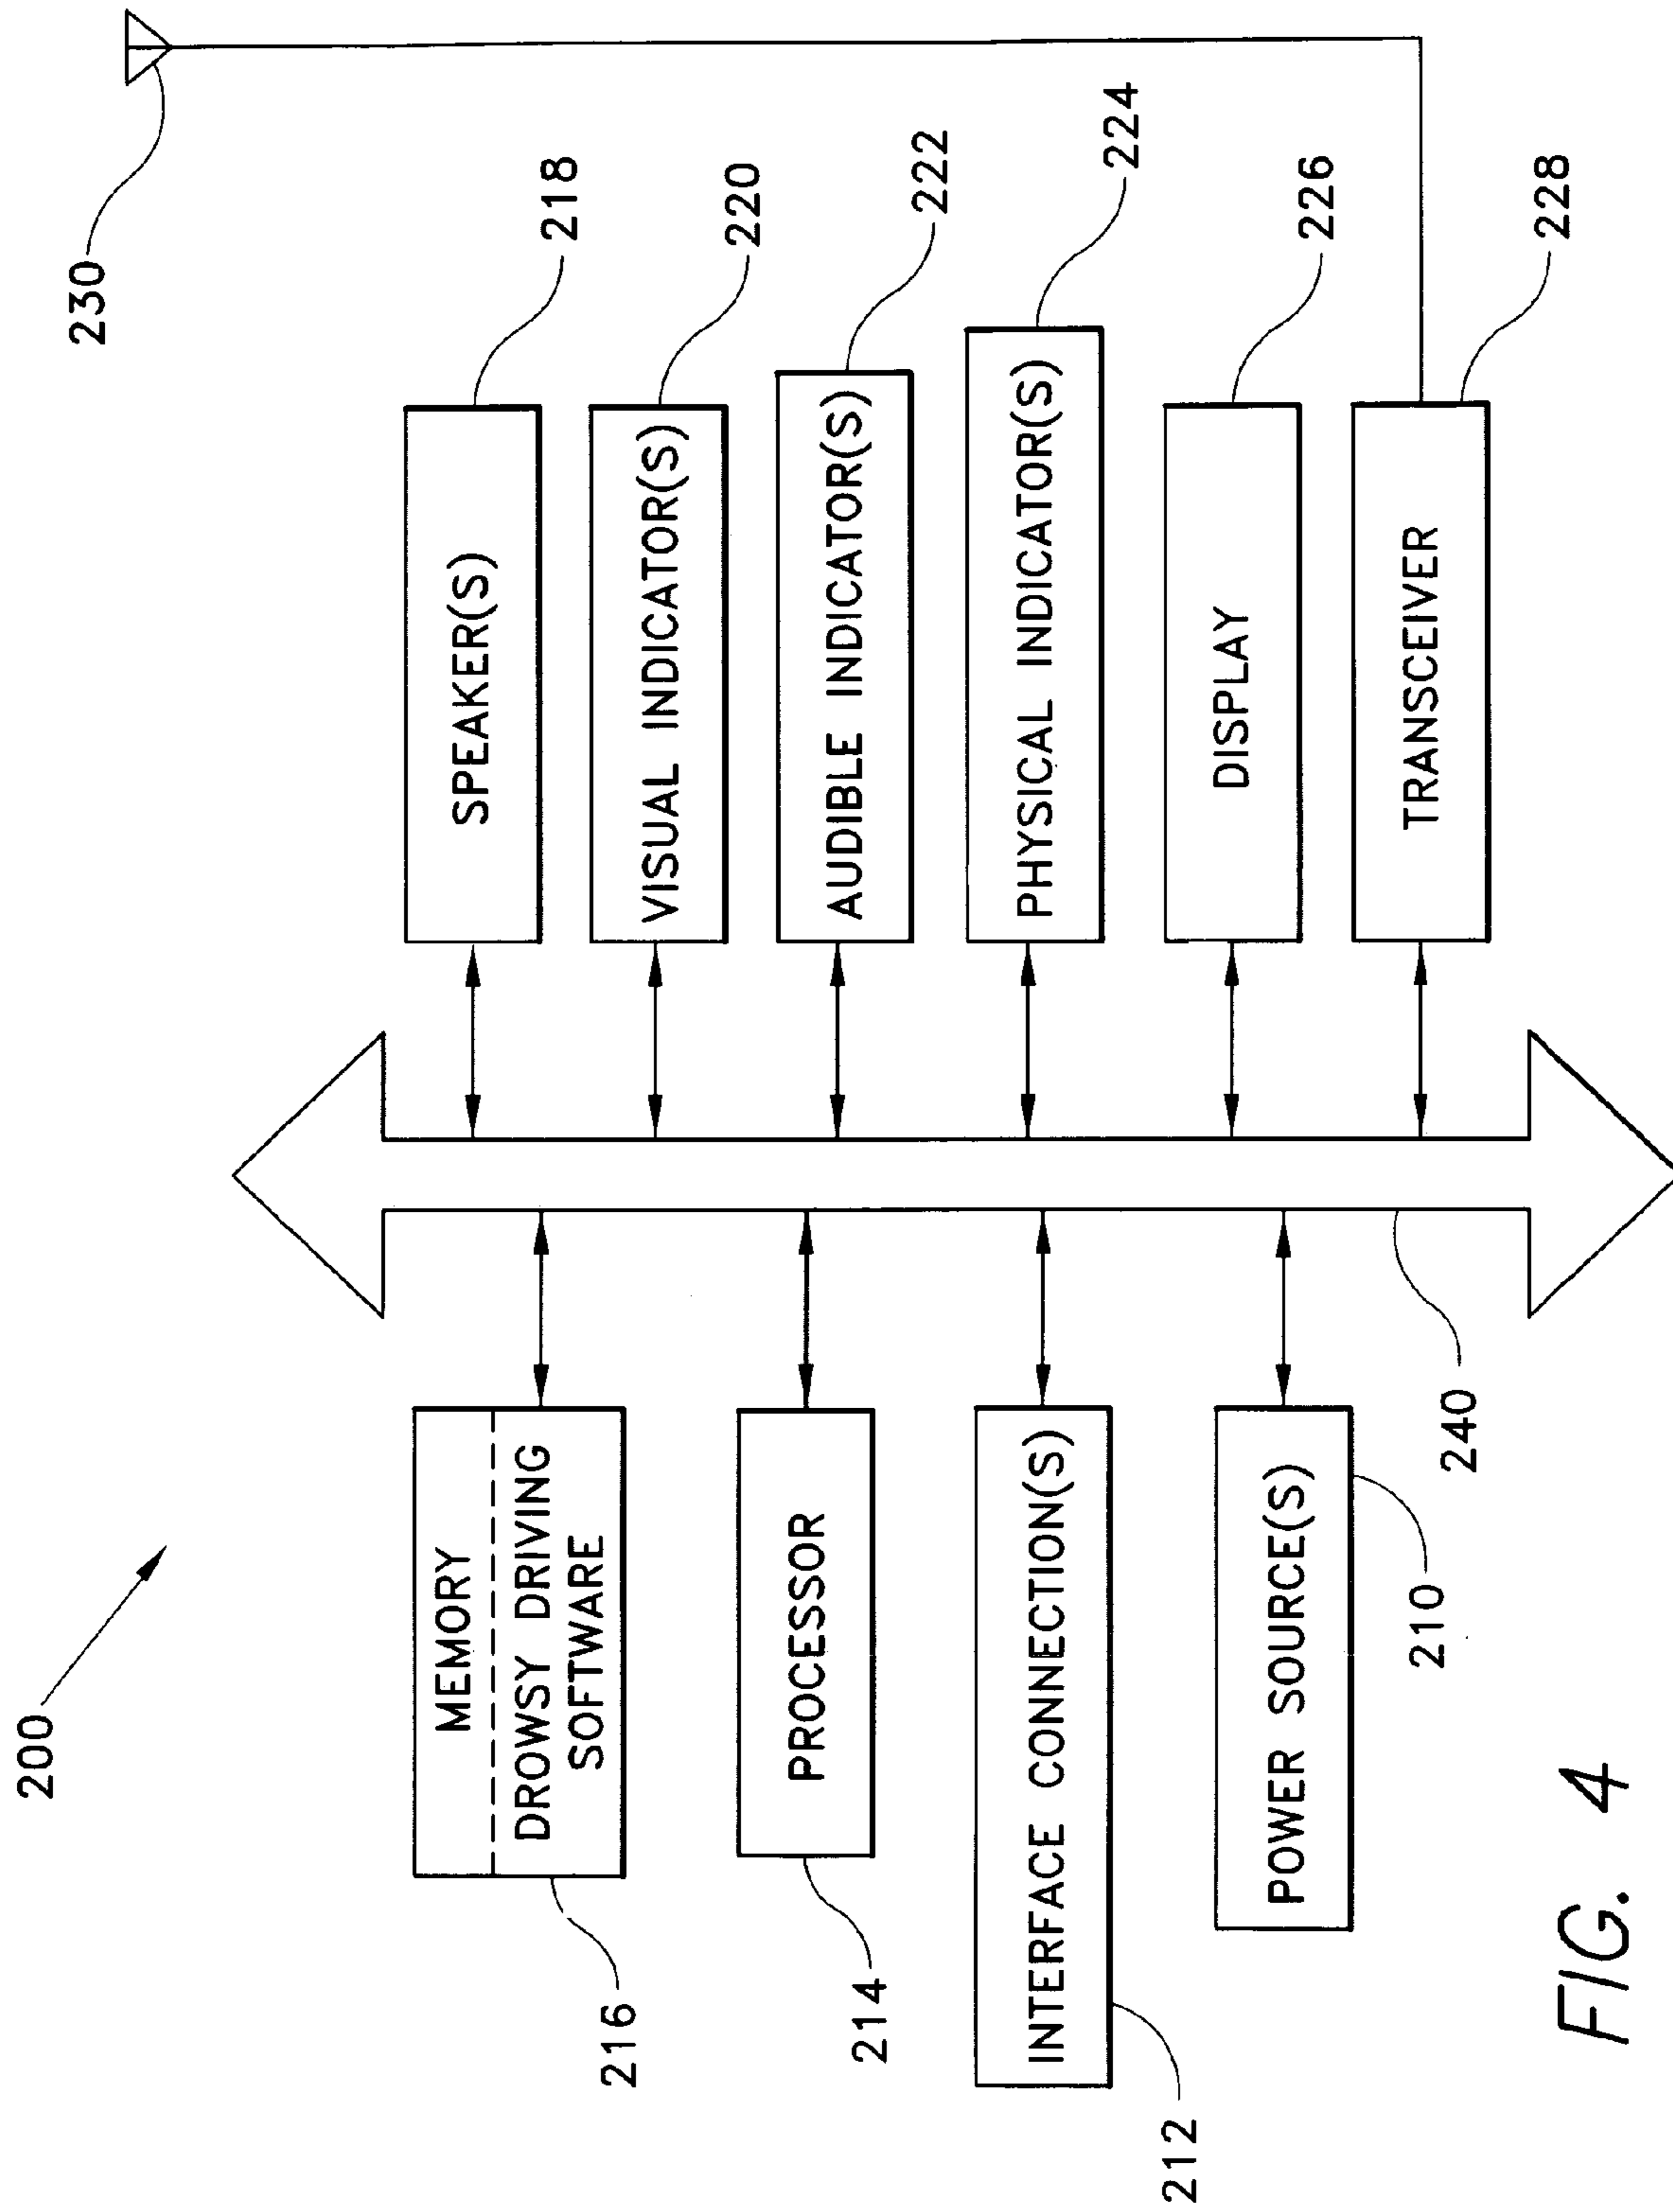 200
230
MEMORY
DROWSY DRIVING
SOFTWARE
216
PROCESSOR
214
INTERFACE CONNECTION(S)
212
POWER SOURCE(S)
210
240
SPEAKER(S)
218
VISUAL INDICATOR(S)
220
AUDIBLE INDICATOR(S)
222
PHYSICAL INDICATOR(S)
224
DISPLAY
226
TRANSCEIVER
228
FIG. 4